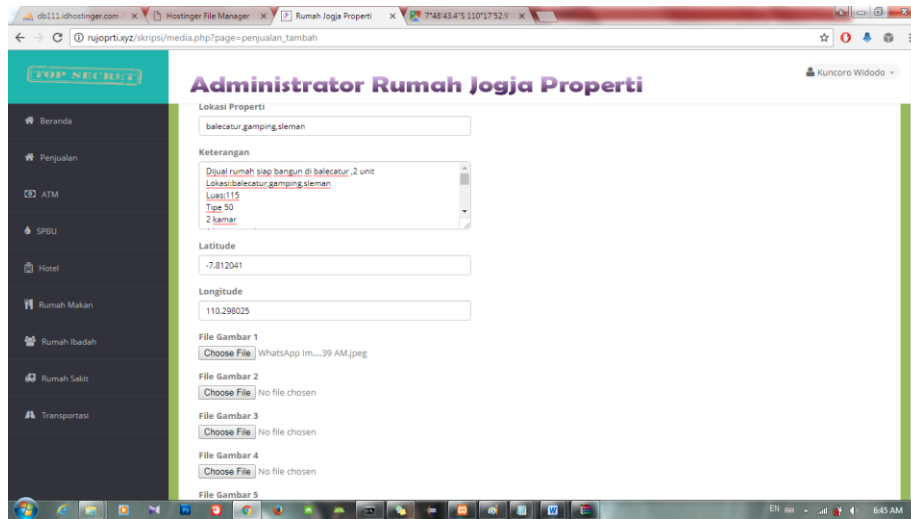 db111.idhostinger.com /
Hostinger File Manager
Rumah Jogja Properti
7°48'43.4"S 110°17'52.9"
rujoprti.xyz/skripsi/media.php?page=penjualan_tambah
TOP SECRET
Administrator Rumah Jogja Properti
Kuncoro Widodo
Beranda
Penjualan
ATM
SPBU
Hotel
Rumah Makan
Rumah Ibadah
Rumah Sakit
Transportasi
Lokasi Properti
balecatur,gamping,sleman
Keterangan
Dijual rumah siap bangun di balecatur ,2 unit
Lokasi:balecatur,gamping,sleman
Luas:115
Tipe 50
2 kamar
Latitude
-7.812041
Longitude
110.298025
File Gambar 1
Choose File WhatsApp Im....39 AM.jpeg
File Gambar 2
Choose File No file chosen
File Gambar 3
Choose File No file chosen
File Gambar 4
Choose File No file chosen
File Gambar 5
EN
6:45 AM